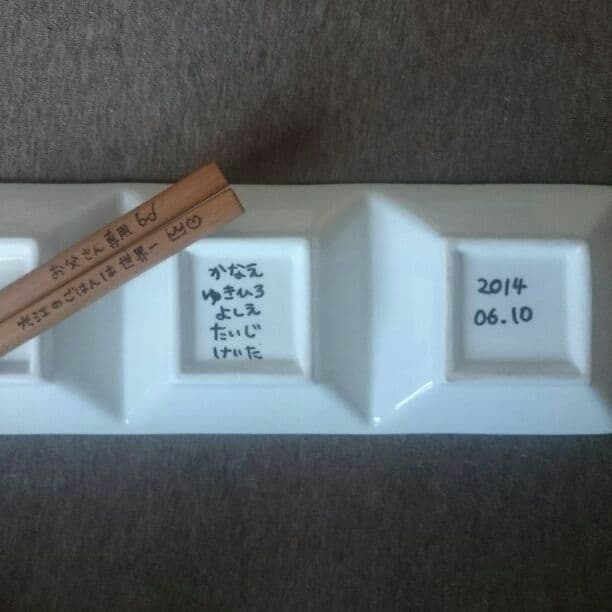 お父さん専用
光江のごはんは世界一
かなえ
ゆきひろ
よしえ
たいじ
けいた
2014
06.10